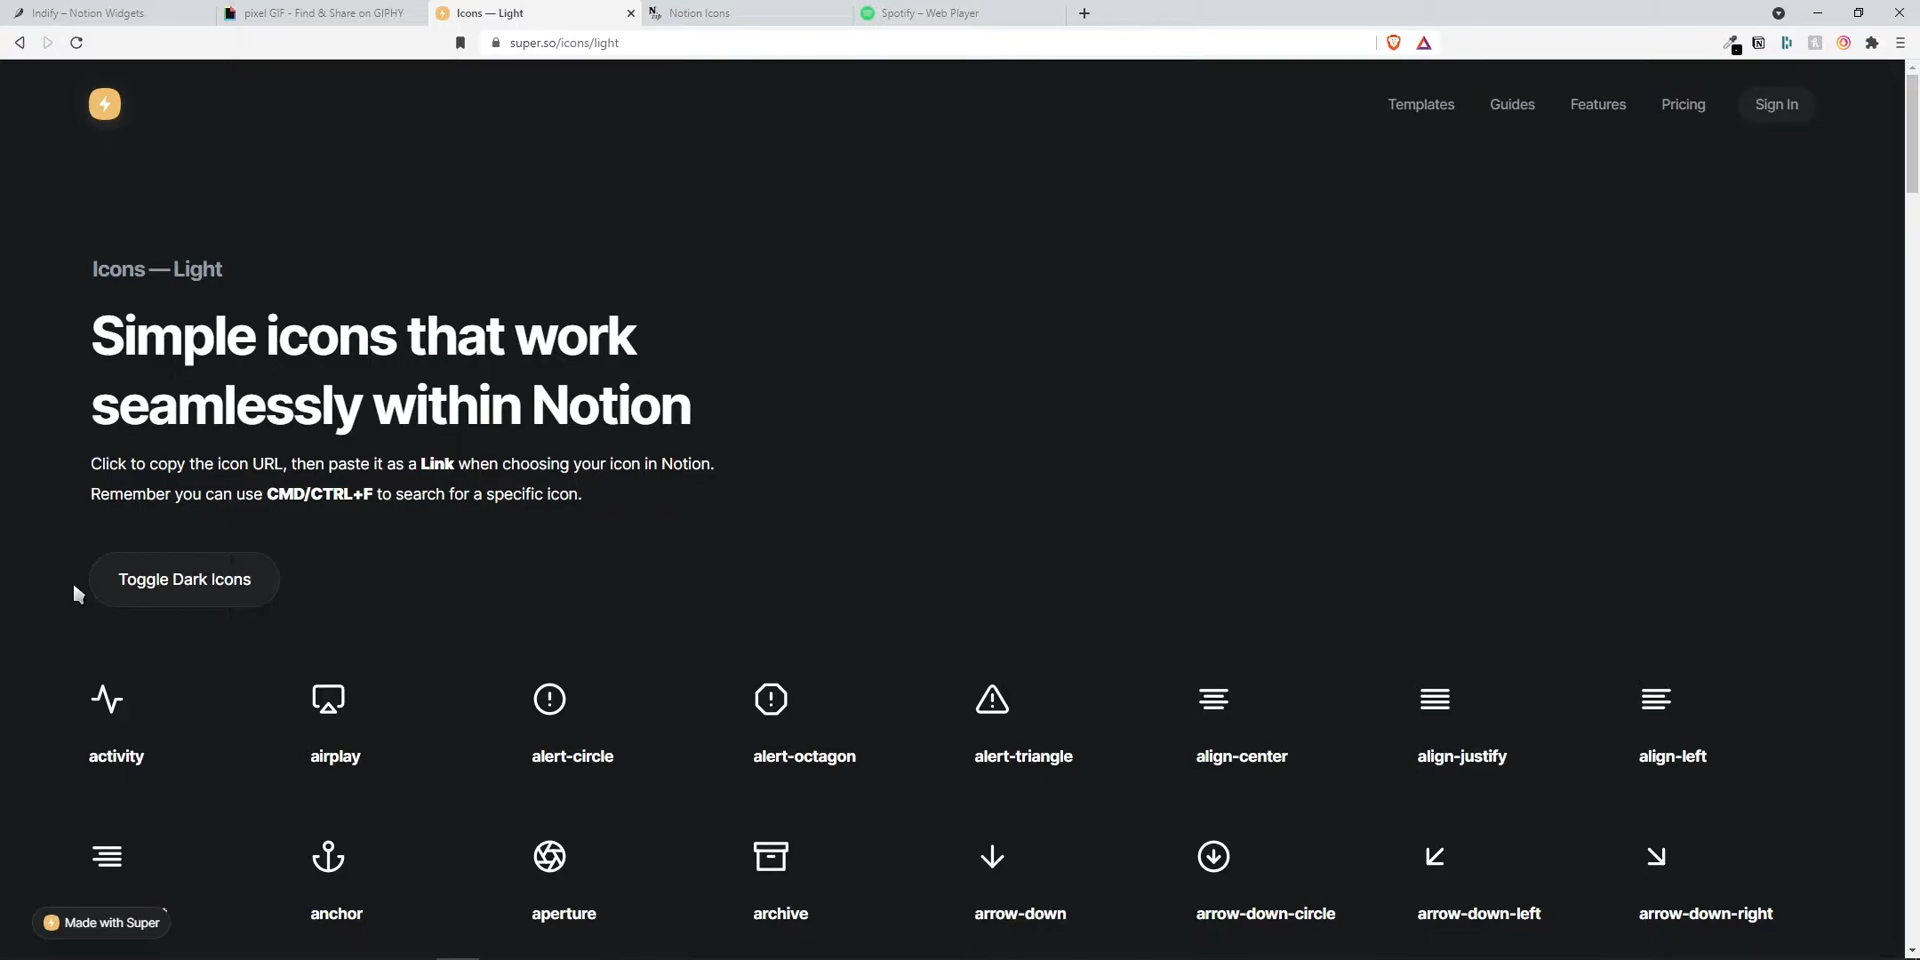 Indify – Notion Widgets
pixel GIF - Find & Share on GIPHY
Icons — Light
Notion Icons
Spotify – Web Player
super.so/icons/light
Templates
Guides
Features
Pricing
Sign In
Icons — Light
Simple icons that work
seamlessly within Notion
Click to copy the icon URL, then paste it as a Link when choosing your icon in Notion.
Remember you can use CMD/CTRL+F to search for a specific icon.
Toggle Dark Icons
activity
airplay
alert-circle
alert-octagon
alert-triangle
align-center
align-justify
align-left
anchor
aperture
archive
arrow-down
arrow-down-circle
arrow-down-left
arrow-down-right
Made with Super